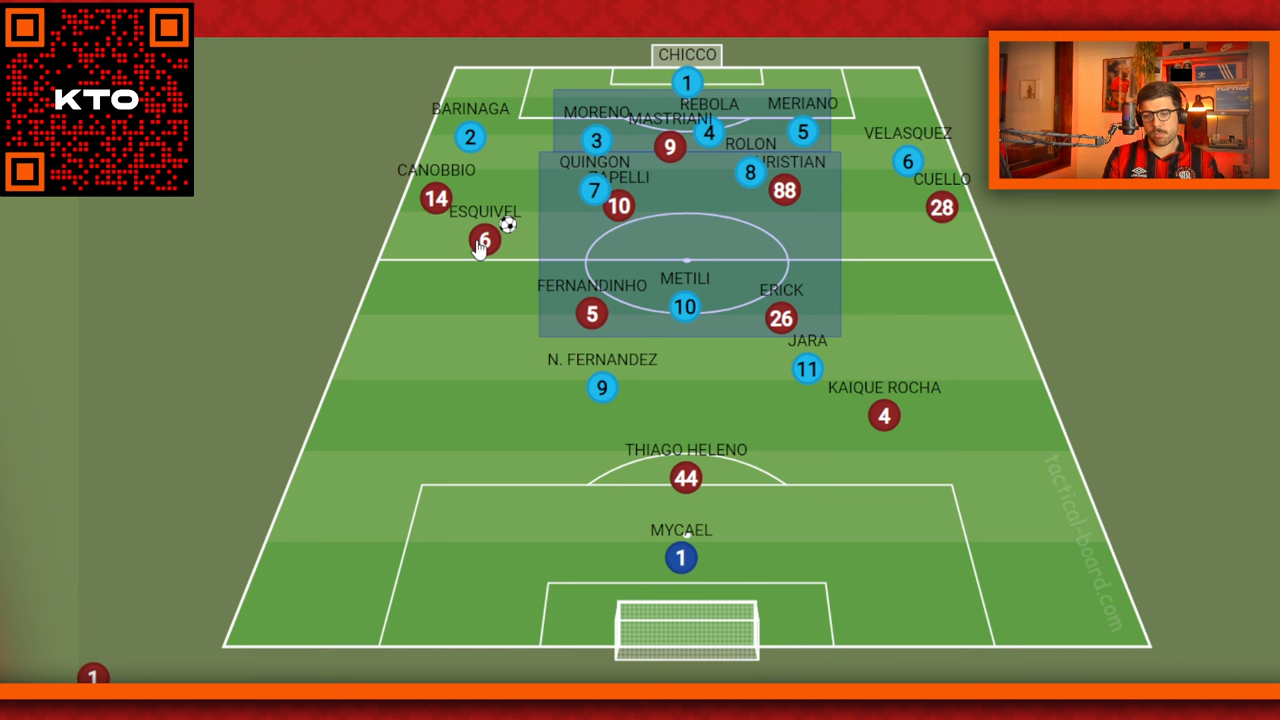 KTO
CHICCO
1
BARINAGA
2
MORENO
3
REBOLA
4
MERIANO
5
MASTRIANI
9
VELASQUEZ
6
ROLON
8
CANOBBIO
14
QUINGON
7
ZAPELLI
10
CHRISTIAN
88
CUELLO
28
ESQUIVEL
6
FERNANDINHO
5
METILI
10
ERICK
26
JARA
11
N. FERNANDEZ
9
KAIQUE ROCHA
4
THIAGO HELENO
44
MYCAEL
1
1
tactical-board.com